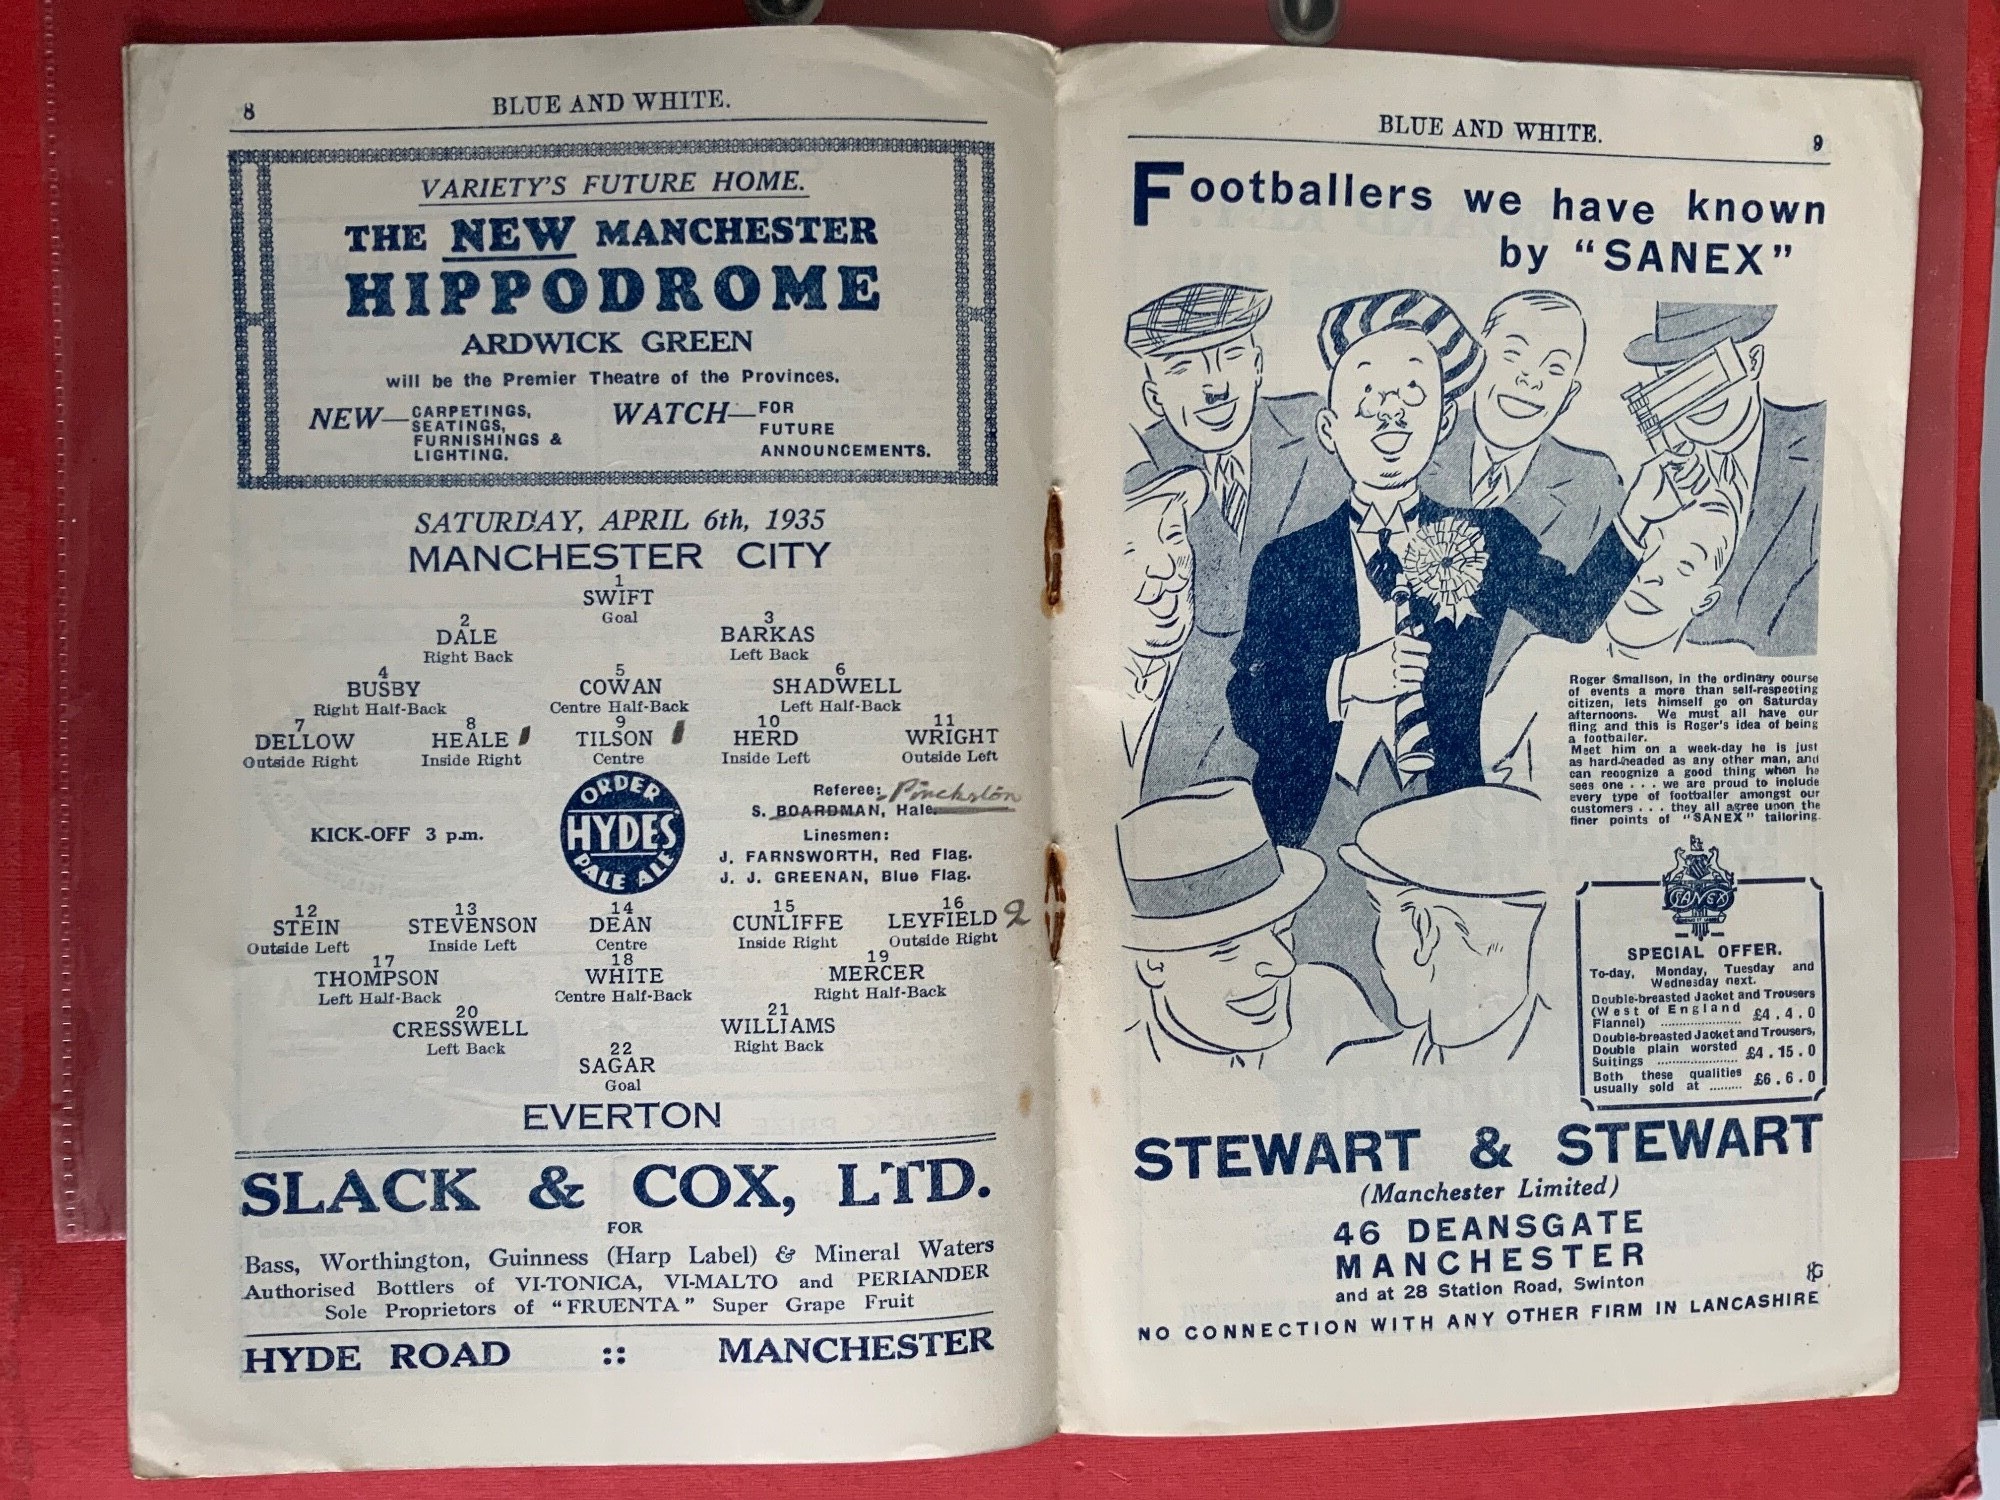 8
BLUE AND WHITE.
VARIETY'S FUTURE HOME.
THE NEW MANCHESTER
HIPPODROME
ARDWICK GREEN
will be the Premier Theatre of the Provinces.
NEW— CARPETINGS,
SEATINGS,
FURNISHINGS &
LIGHTING.
WATCH— FOR
FUTURE
ANNOUNCEMENTS.
SATURDAY, APRIL 6th, 1935
MANCHESTER CITY
1
SWIFT
Goal
2 3
DALE BARKAS
Right Back Left Back
4 5 6
BUSBY COWAN SHADWELL
Right Half-Back Centre Half-Back Left Half-Back
7 8 9 10 11
DELLOW HEALE TILSON HERD WRIGHT
Outside Right Inside Right Centre Inside Left Outside Left
KICK-OFF 3 p.m.
ORDER
HYDES
PALE ALE
Referee:
S. BOARDMAN, Hale.
Linesmen:
J. FARNSWORTH, Red Flag.
J. J. GREENAN, Blue Flag.
12 13 14 15 16
STEIN STEVENSON DEAN CUNLIFFE LEYFIELD 2
Outside Left Inside Left Centre Inside Right Outside Right
17 18 19
THOMPSON WHITE MERCER
Left Half-Back Centre Half-Back Right Half-Back
20 21
CRESSWELL WILLIAMS
Left Back Right Back
22
SAGAR
Goal
EVERTON
SLACK & COX, LTD.
FOR
Bass, Worthington, Guinness (Harp Label) & Mineral Waters
Authorised Bottlers of VI-TONICA, VI-MALTO and PERIANDER
Sole Proprietors of "FRUENTA" Super Grape Fruit
HYDE ROAD :: MANCHESTER
BLUE AND WHITE.
9
Footballers we have known
by "SANEX"
Roger Smallson, in the ordinary course
of events a more than self-respecting
citizen, lets himself go on Saturday
afternoons. We must all have our
fling and this is Roger's idea of being
a footballer.
Meet him on a week-day he is just
as hard-headed as any other man, and
can recognize a good thing when he
sees one . . . we are proud to include
every type of footballer amongst our
customers . . . they all agree upon the
finer points of "SANEX" tailoring.
SANEX
SPECIAL OFFER.
To-day, Monday, Tuesday and
Wednesday next.
Double-breasted Jacket and Trousers
(West of England
Flannel) .................. £4 . 4 . 0
Double-breasted Jacket and Trousers,
Double plain worsted
Suitings .................. £4 . 15 . 0
Both these qualities
usually sold at ......... £6 . 6 . 0
STEWART & STEWART
(Manchester Limited)
46 DEANSGATE
MANCHESTER
and at 28 Station Road, Swinton
NO CONNECTION WITH ANY OTHER FIRM IN LANCASHIRE